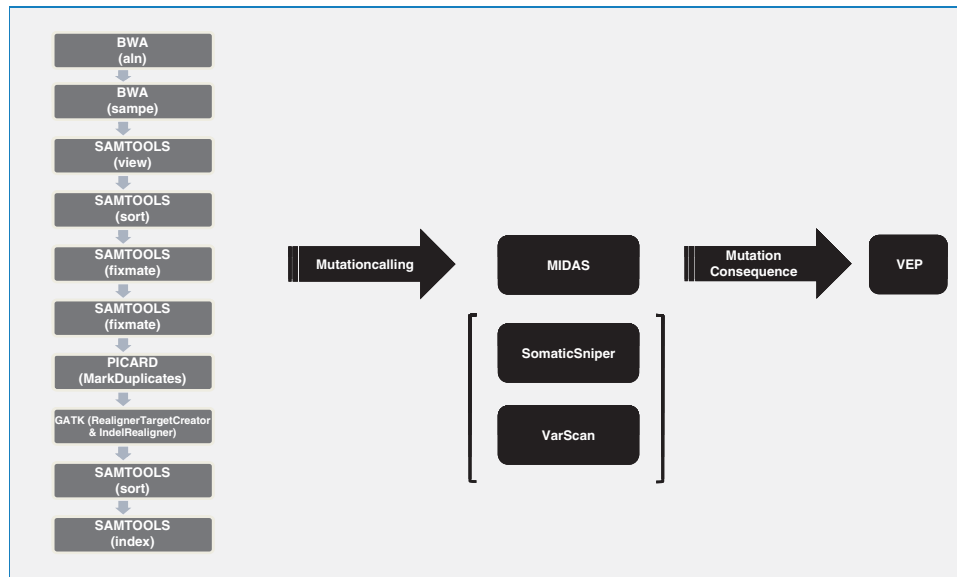 BWA
(aln)
BWA
(sampe)
SAMTOOLS
(view)
SAMTOOLS
(sort)
SAMTOOLS
(fixmate)
SAMTOOLS
(fixmate)
PICARD
(MarkDuplicates)
GATK (RealignerTargetCreator
& IndelRealigner)
SAMTOOLS
(sort)
SAMTOOLS
(index)
Mutationcalling
MIDAS
SomaticSniper
VarScan
Mutation
Consequence
VEP